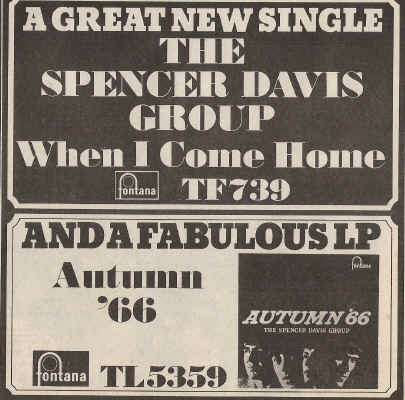 A GREAT NEW SINGLE
THE
SPENCER DAVIS
GROUP
When I Come Home
fontana
TF739
AND A FABULOUS LP
Autumn
'66
fontana
TL5359
fontana
AUTUMN '66
THE SPENCER DAVIS GROUP